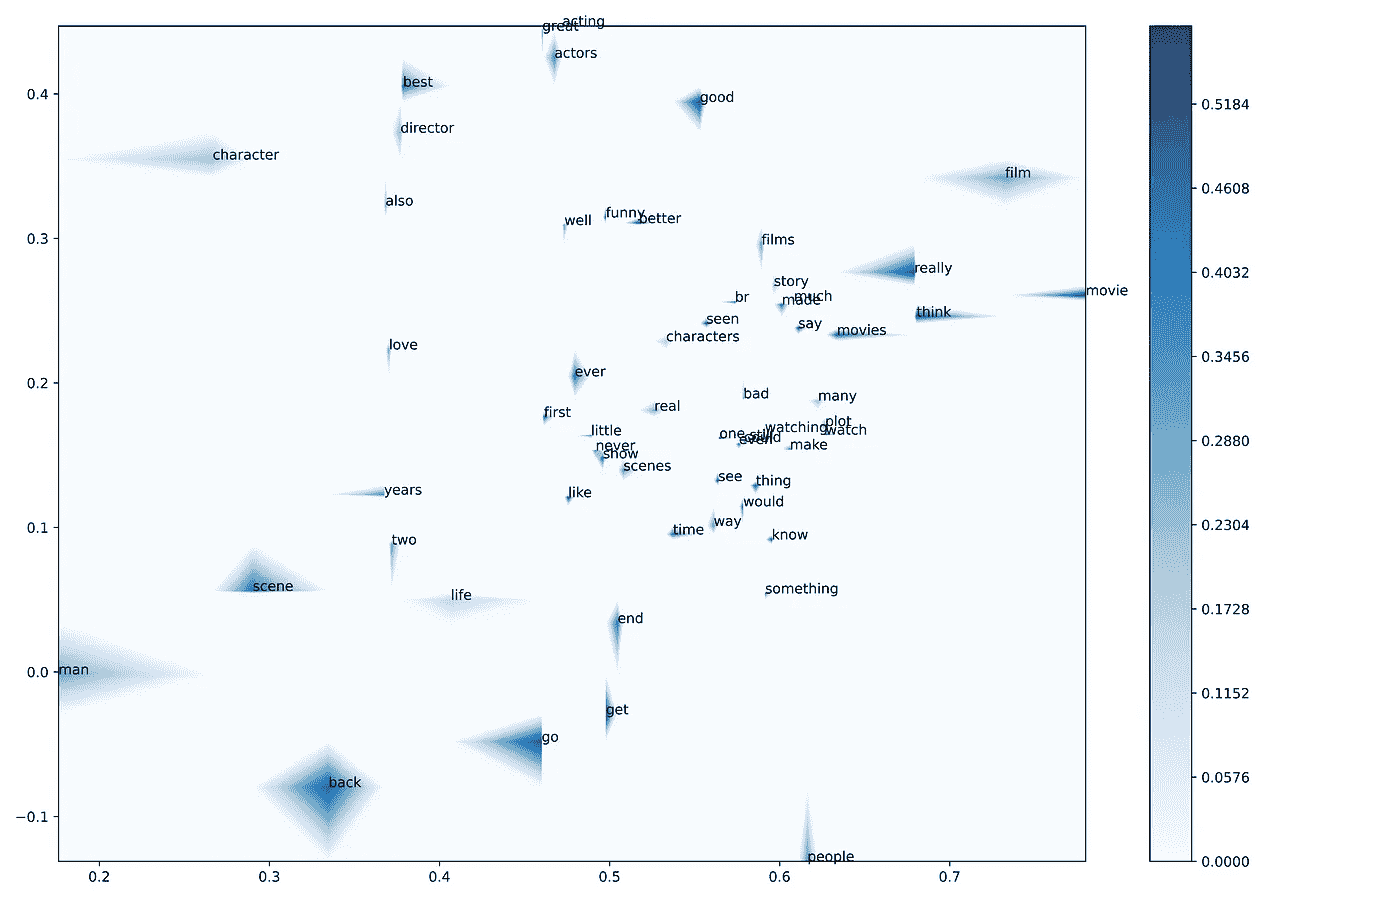 acting
great
actors
best
good
0.4
director
character
film
also
funny
better
well
0.3
films
really
story
movie
much
made
br
think
seen
say
movies
characters
love
0.2
ever
bad
many
real
first
plot
little
watching
watch
one
still
could
even
never
make
show
scenes
see
thing
years
like
would
0.1
way
time
know
two
scene
something
life
end
0.0
man
get
go
back
−0.1
people
0.2
0.3
0.4
0.5
0.6
0.7
0.5184
0.4608
0.4032
0.3456
0.2880
0.2304
0.1728
0.1152
0.0576
0.0000